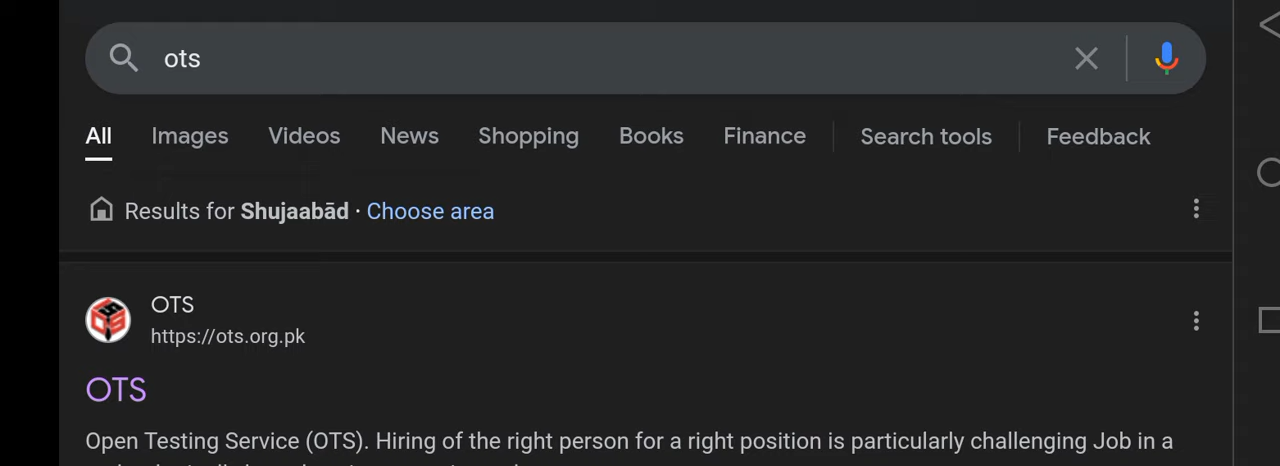 ots
All Images Videos News Shopping Books Finance Search tools Feedback
Results for Shujaabād · Choose area
OTS
https://ots.org.pk
OTS
Open Testing Service (OTS). Hiring of the right person for a right position is particularly challenging Job in a